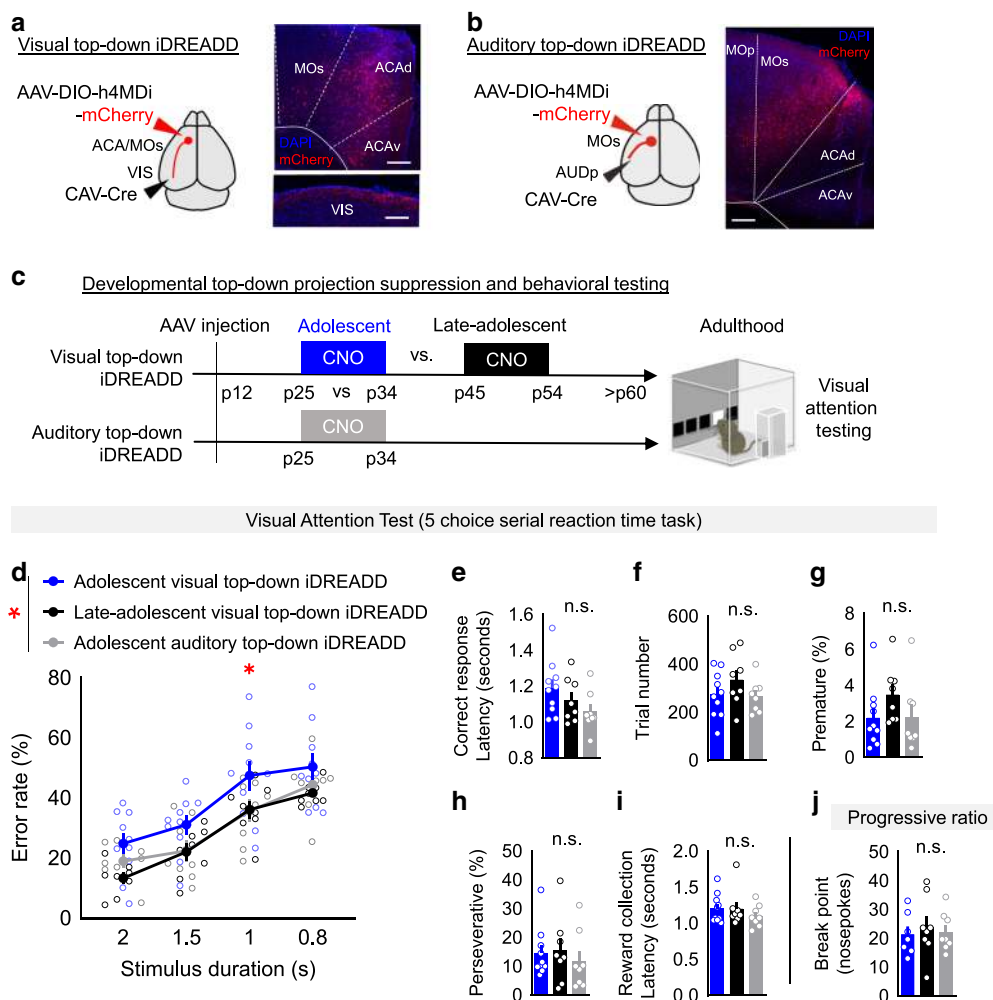 a
Visual top-down iDREADD
AAV-DIO-h4MDi
-mCherry
ACA/MOs
VIS
CAV-Cre
MOs
ACAd
ACAv
DAPI
mCherry
VIS
b
Auditory top-down iDREADD
AAV-DIO-h4MDi
-mCherry
MOs
AUDp
CAV-Cre
DAPI
mCherry
MOp
MOs
ACAd
ACAv
c
Developmental top-down projection suppression and behavioral testing
AAV injection
Adolescent
Late-adolescent
Adulthood
Visual top-down
iDREADD
CNO
vs.
CNO
p12
p25
vs
p34
p45
p54
>p60
Auditory top-down
iDREADD
CNO
p25
p34
Visual
attention
testing
Visual Attention Test (5 choice serial reaction time task)
d
*
Adolescent visual top-down iDREADD
Late-adolescent visual top-down iDREADD
Adolescent auditory top-down iDREADD
*
Error rate (%)
80
60
40
20
0
2
1.5
1
0.8
Stimulus duration (s)
e
n.s.
Correct response
Latency (seconds)
1.6
1.4
1.2
1.0
0.8
f
n.s.
Trial number
600
400
200
0
g
n.s.
Premature (%)
8
6
4
2
0
h
n.s.
Perseverative (%)
50
40
30
20
10
0
i
n.s.
Reward collection
Latency (seconds)
2.0
1.6
1.0
0.5
0.0
j
Progressive ratio
n.s.
Break point
(nosepokes)
50
40
30
20
10
0